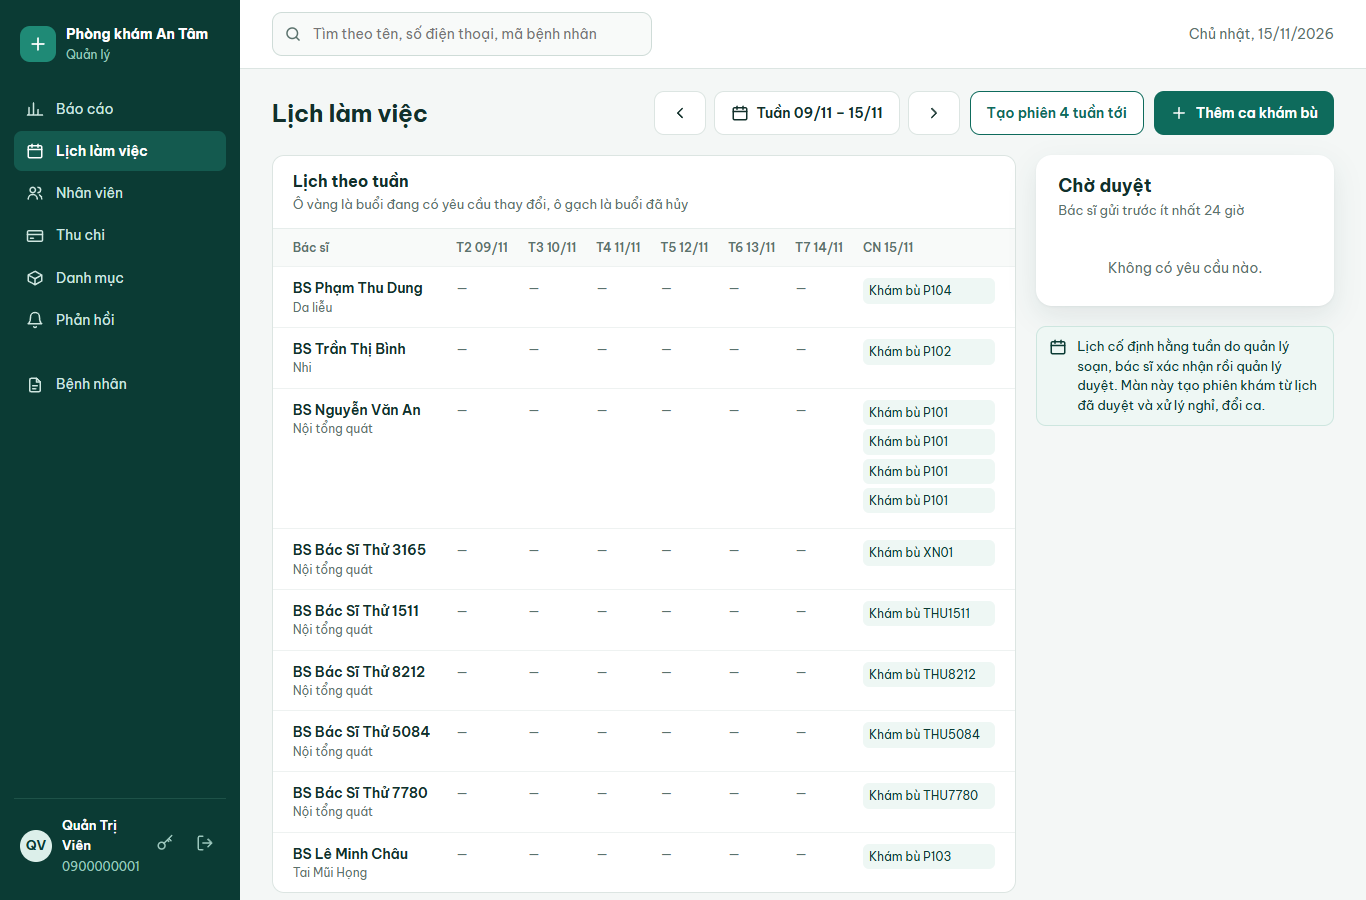 Phòng khám An Tâm
Quản lý
Báo cáo
Lịch làm việc
Nhân viên
Thu chi
Danh mục
Phản hồi
Bệnh nhân
Quản Trị
Viên
0900000001
QV
Tìm theo tên, số điện thoại, mã bệnh nhân
Chủ nhật, 15/11/2026
Lịch làm việc
Tuần 09/11 – 15/11
Tạo phiên 4 tuần tới
Thêm ca khám bù
Lịch theo tuần
Ô vàng là buổi đang có yêu cầu thay đổi, ô gạch là buổi đã hủy
Bác sĩ T2 09/11 T3 10/11 T4 11/11 T5 12/11 T6 13/11 T7 14/11 CN 15/11
BS Phạm Thu Dung — — — — — — Khám bù P104
Da liễu
BS Trần Thị Bình — — — — — — Khám bù P102
Nhi
BS Nguyễn Văn An — — — — — — Khám bù P101
Nội tổng quát
Khám bù P101
Khám bù P101
Khám bù P101
BS Bác Sĩ Thử 3165 — — — — — — Khám bù XN01
Nội tổng quát
BS Bác Sĩ Thử 1511 — — — — — — Khám bù THU1511
Nội tổng quát
BS Bác Sĩ Thử 8212 — — — — — — Khám bù THU8212
Nội tổng quát
BS Bác Sĩ Thử 5084 — — — — — — Khám bù THU5084
Nội tổng quát
BS Bác Sĩ Thử 7780 — — — — — — Khám bù THU7780
Nội tổng quát
BS Lê Minh Châu — — — — — — Khám bù P103
Tai Mũi Họng
Chờ duyệt
Bác sĩ gửi trước ít nhất 24 giờ
Không có yêu cầu nào.
Lịch cố định hằng tuần do quản lý
soạn, bác sĩ xác nhận rồi quản lý
duyệt. Màn này tạo phiên khám từ lịch
đã duyệt và xử lý nghỉ, đổi ca.